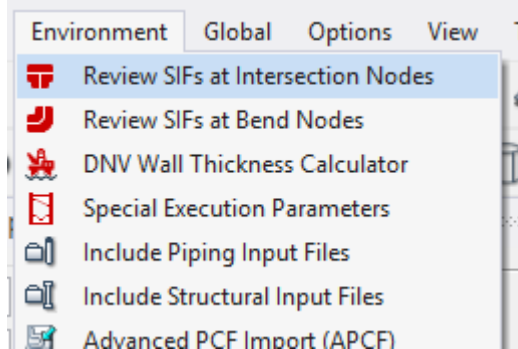 Environment Global Options View
Review SIFs at Intersection Nodes
Review SIFs at Bend Nodes
DNV Wall Thickness Calculator
Special Execution Parameters
Include Piping Input Files
Include Structural Input Files
Advanced PCF Import (APCF)